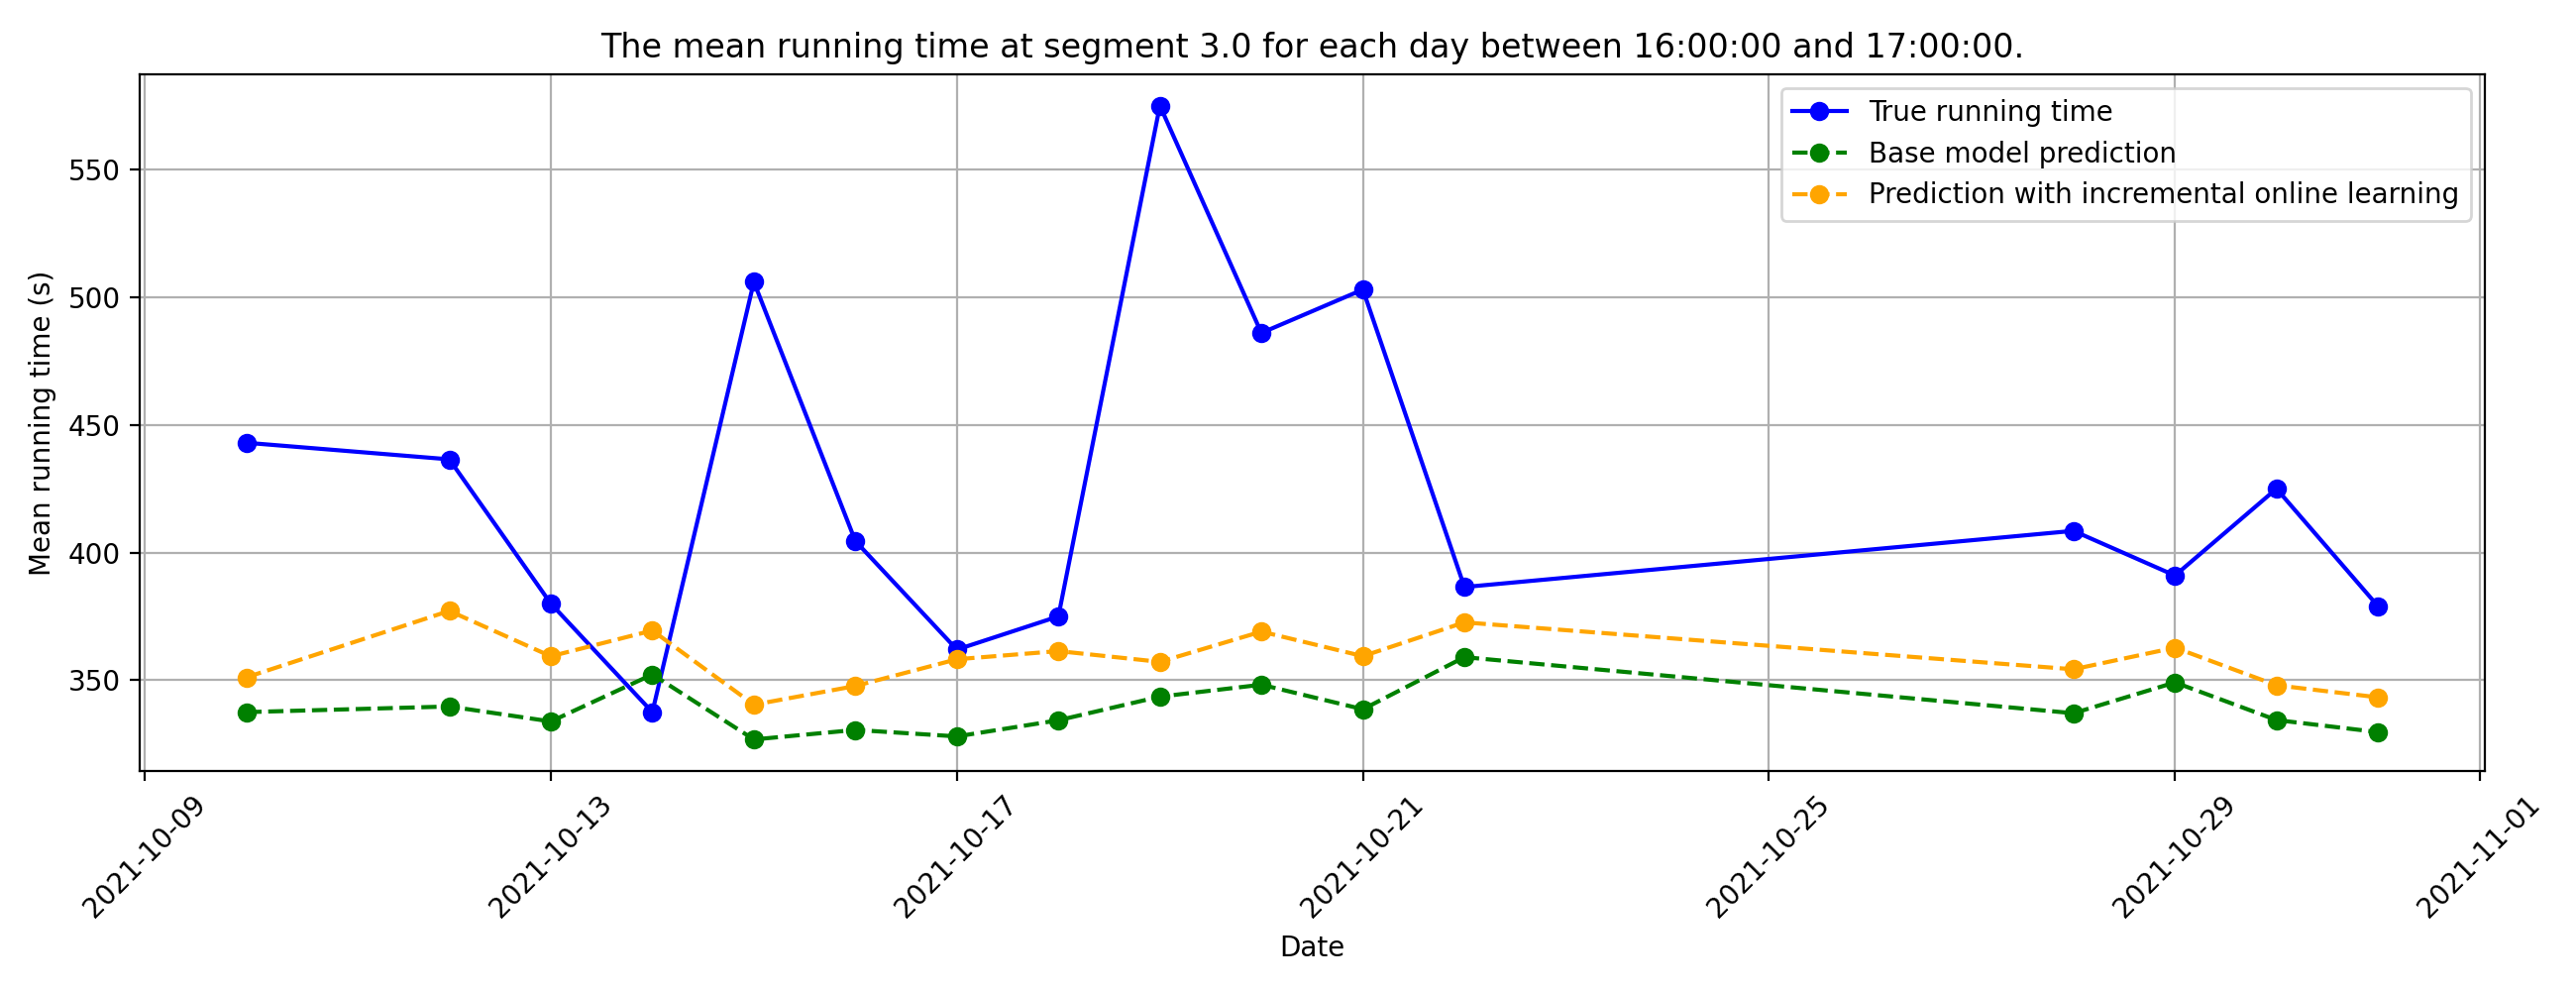 The mean running time at segment 3.0 for each day between 16:00:00 and 17:00:00.
True running time
Base model prediction
Prediction with incremental online learning
Mean running time (s)
550
500
450
400
350
2021-10-09
2021-10-13
2021-10-17
2021-10-21
2021-10-25
2021-10-29
2021-11-01
Date